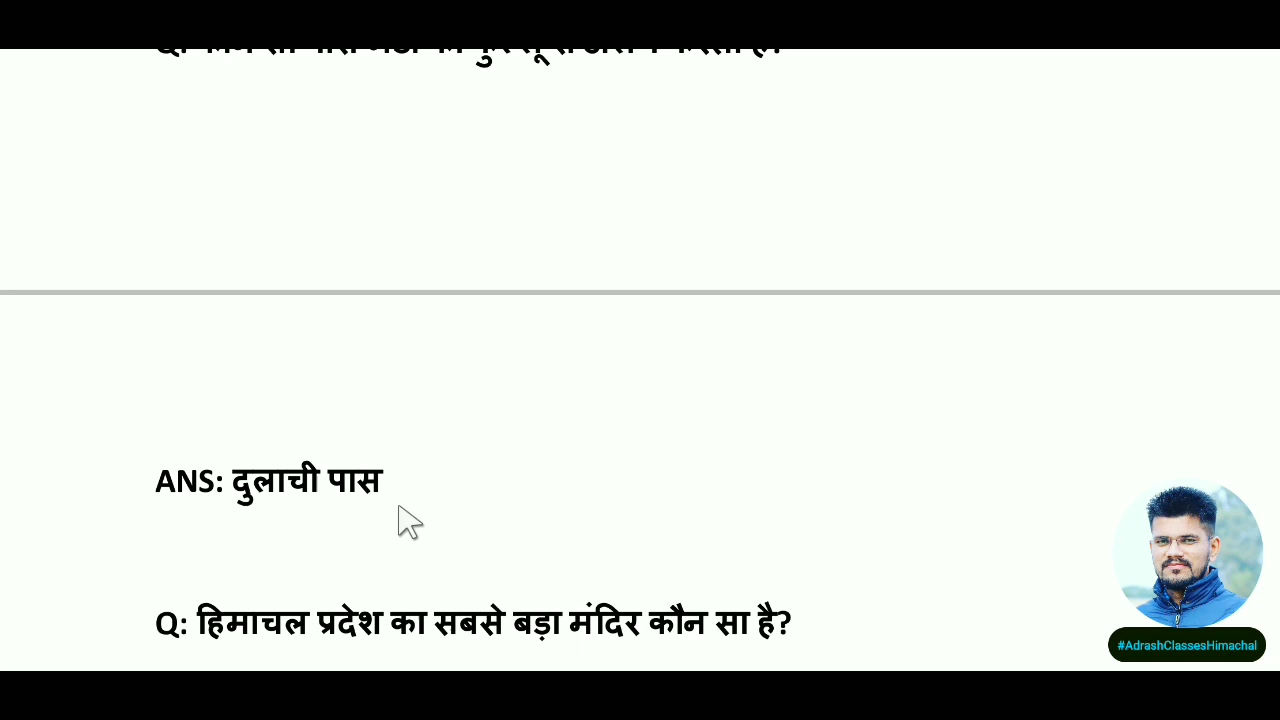 ANS: दुलाची पास
Q: हिमाचल प्रदेश का सबसे बड़ा मंदिर कौन सा है?
#AdrashClassesHimachal